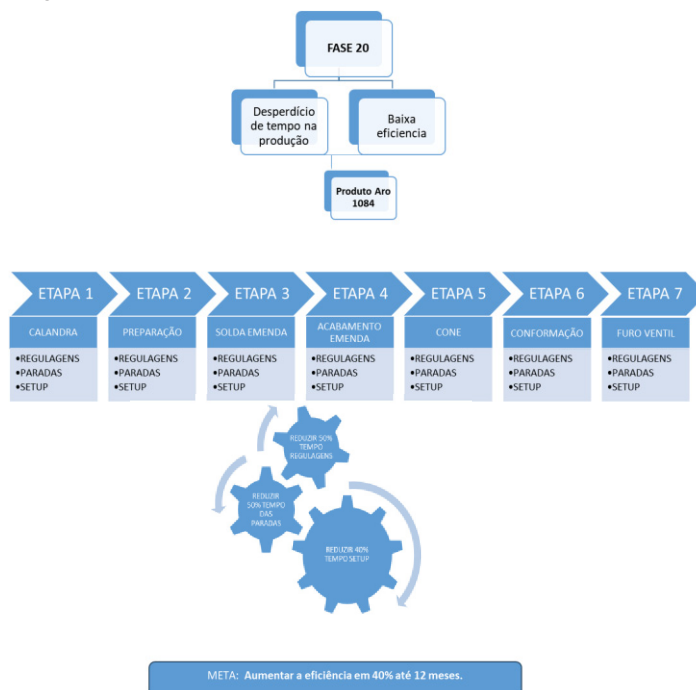 FASE 20
Desperdício
de tempo na
produção
Baixa
eficiencia
Produto Aro
1084
ETAPA 1
ETAPA 2
ETAPA 3
ETAPA 4
ETAPA 5
ETAPA 6
ETAPA 7
CALANDRA
PREPARAÇÃO
SOLDA EMENDA
ACABAMENTO
EMENDA
CONE
CONFORMAÇÃO
FURO VENTIL
•REGULAGENS
•PARADAS
•SETUP
•REGULAGENS
•PARADAS
•SETUP
•REGULAGENS
•PARADAS
•SETUP
•REGULAGENS
•PARADAS
•SETUP
•REGULAGENS
•PARADAS
•SETUP
•REGULAGENS
•PARADAS
•SETUP
•REGULAGENS
•PARADAS
•SETUP
REDUZIR 50%
TEMPO
REGULAGENS
REDUZIR
50% TEMPO
DAS
PARADAS
REDUZIR 40%
TEMPO SETUP
META: Aumentar a eficiência em 40% até 12 meses.